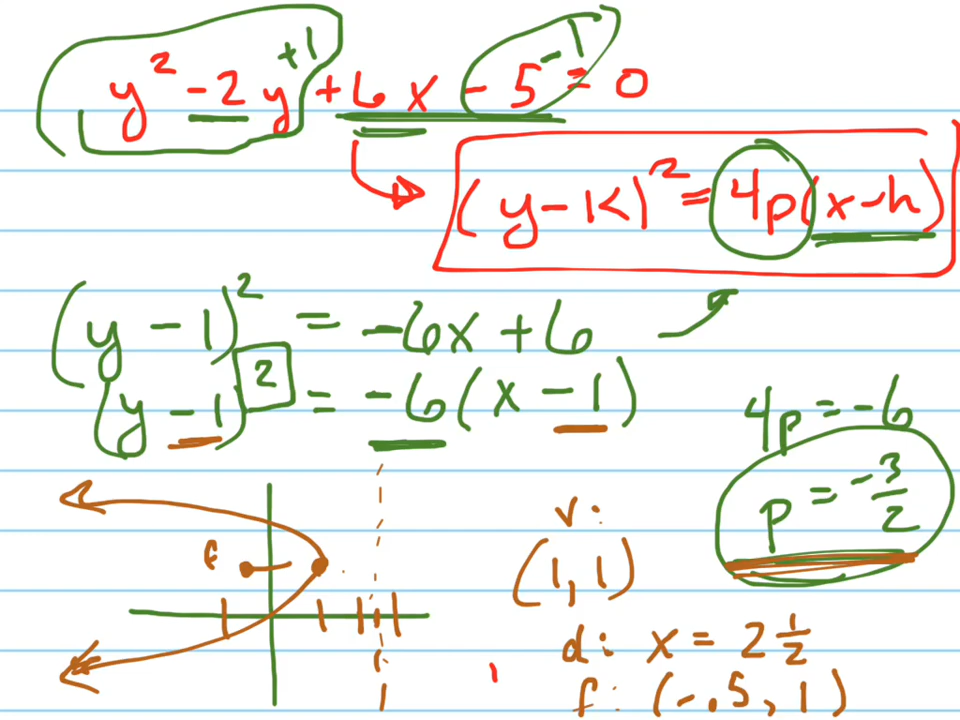 y² - 2y +1 + 6x - 5 - 1 = 0
(y - k)² = 4p(x - h)
(y - 1)² = -6x + 6
(y - 1)² = -6(x - 1)
4p = -6
p = -3/2
f
v:
(1, 1)
d: x = 2 1/2
f: (-.5, 1)